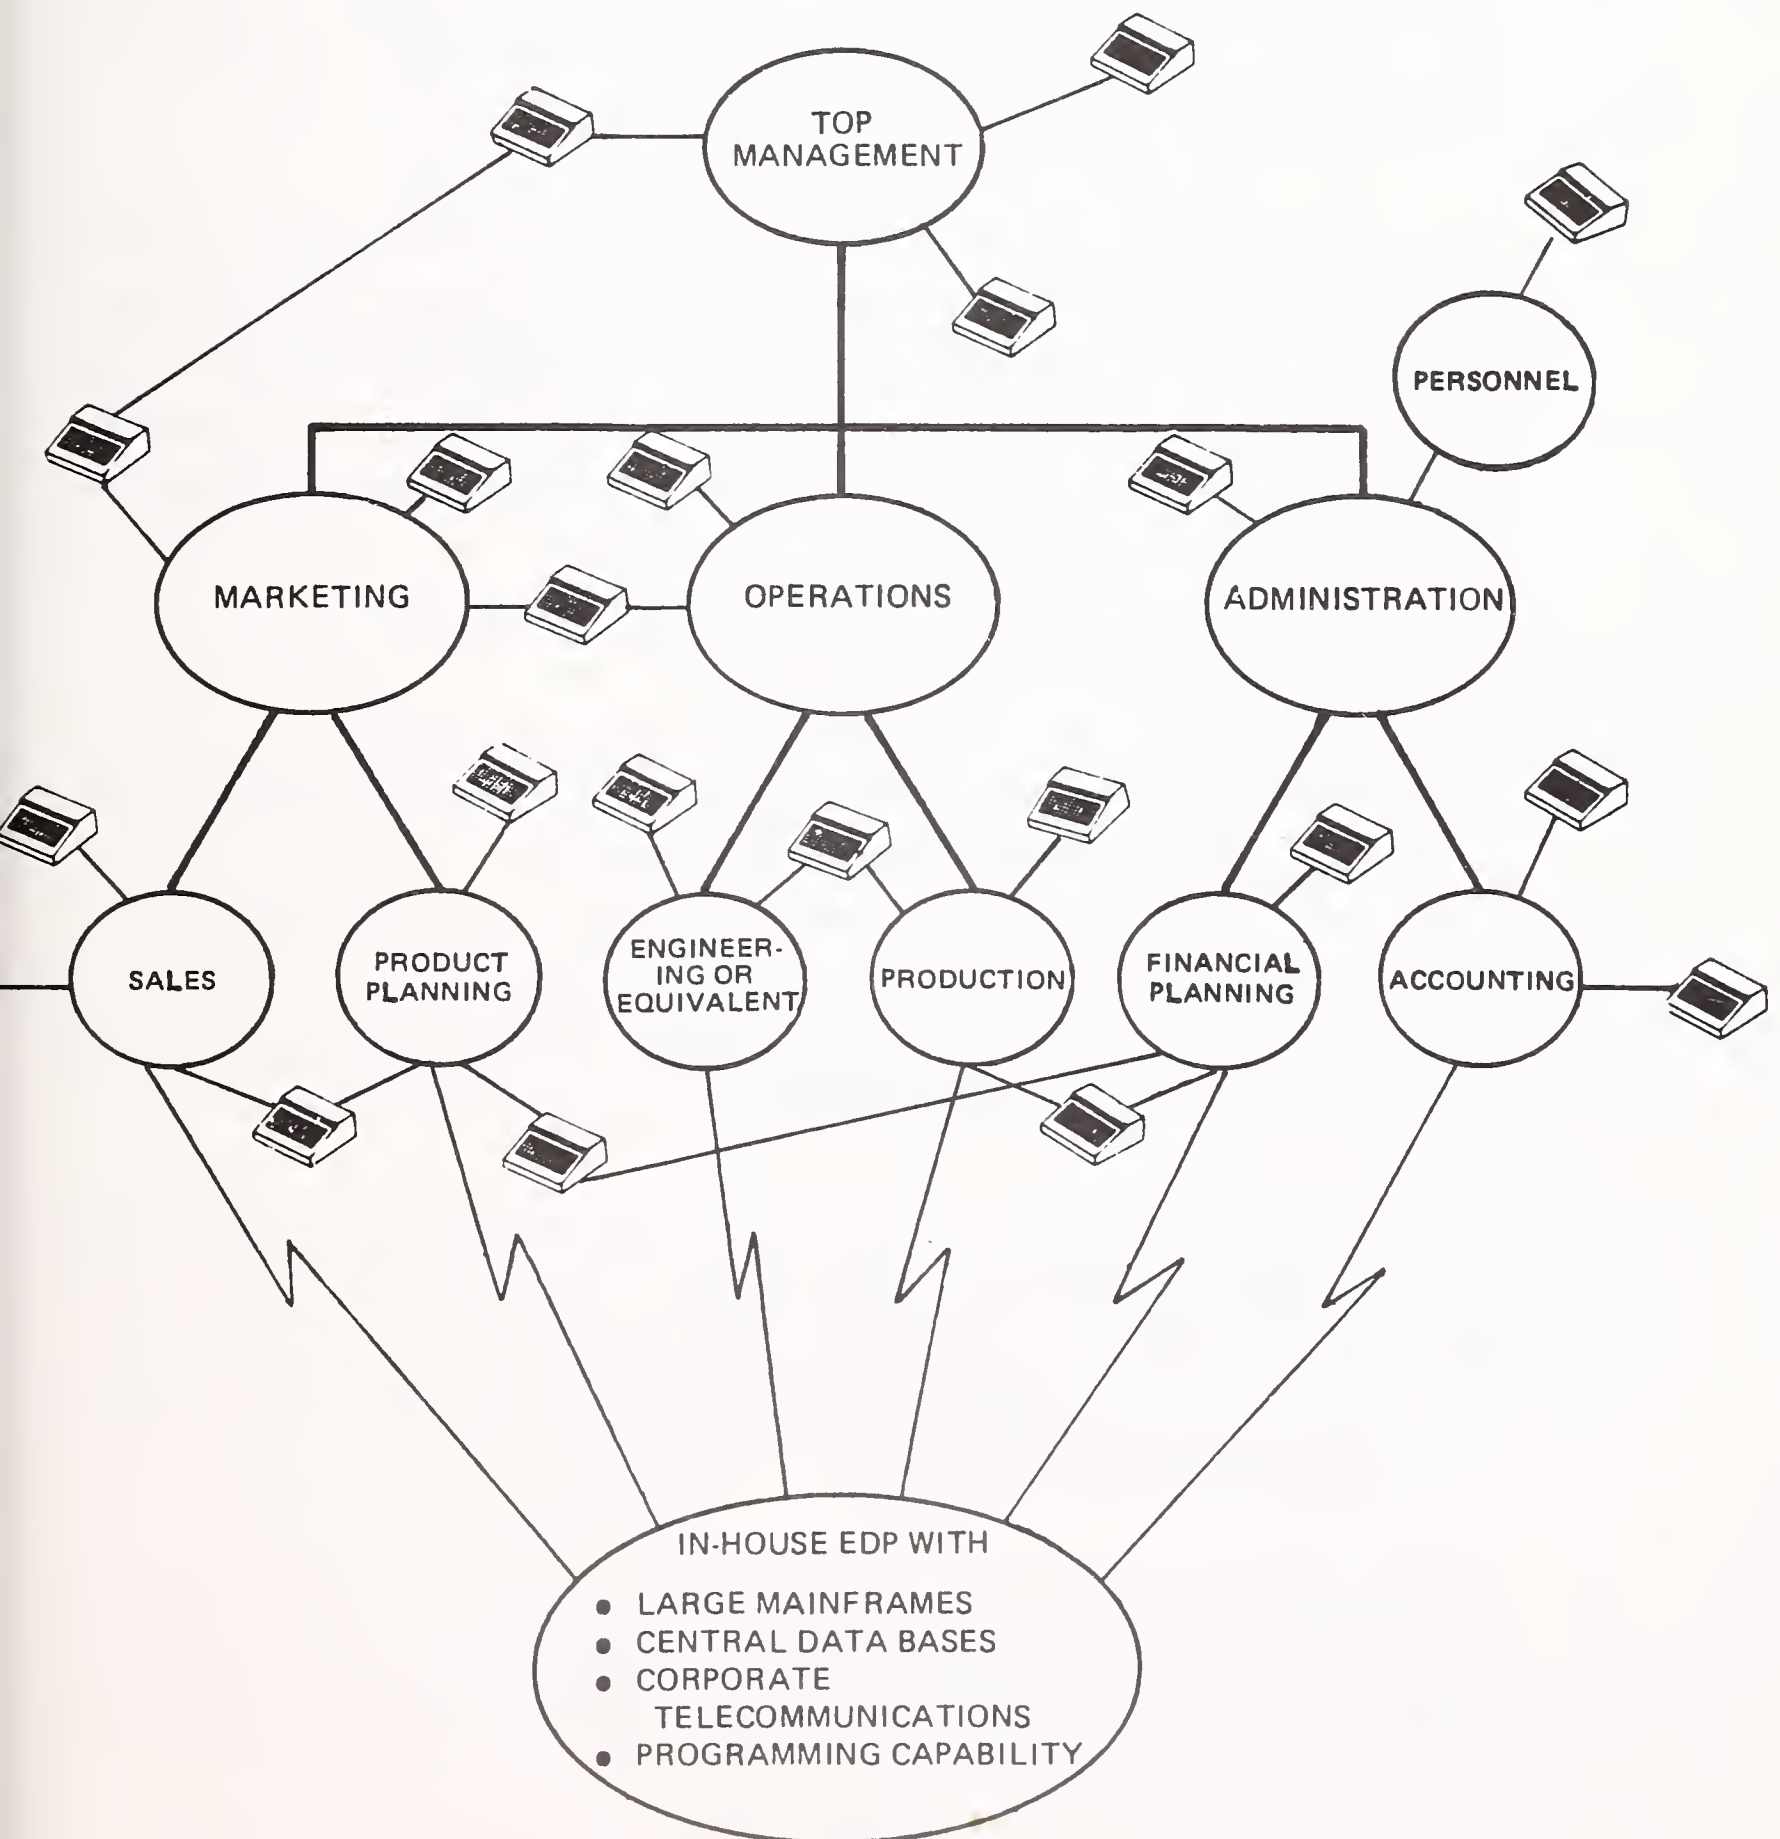 TOP
MANAGEMENT
PERSONNEL
MARKETING
OPERATIONS
ADMINISTRATION
SALES
PRODUCT
PLANNING
ENGINEER-
ING OR
EQUIVALENT
PRODUCTION
FINANCIAL
PLANNING
ACCOUNTING
IN-HOUSE EDP WITH
• LARGE MAINFRAMES
• CENTRAL DATA BASES
• CORPORATE
TELECOMMUNICATIONS
• PROGRAMMING CAPABILITY